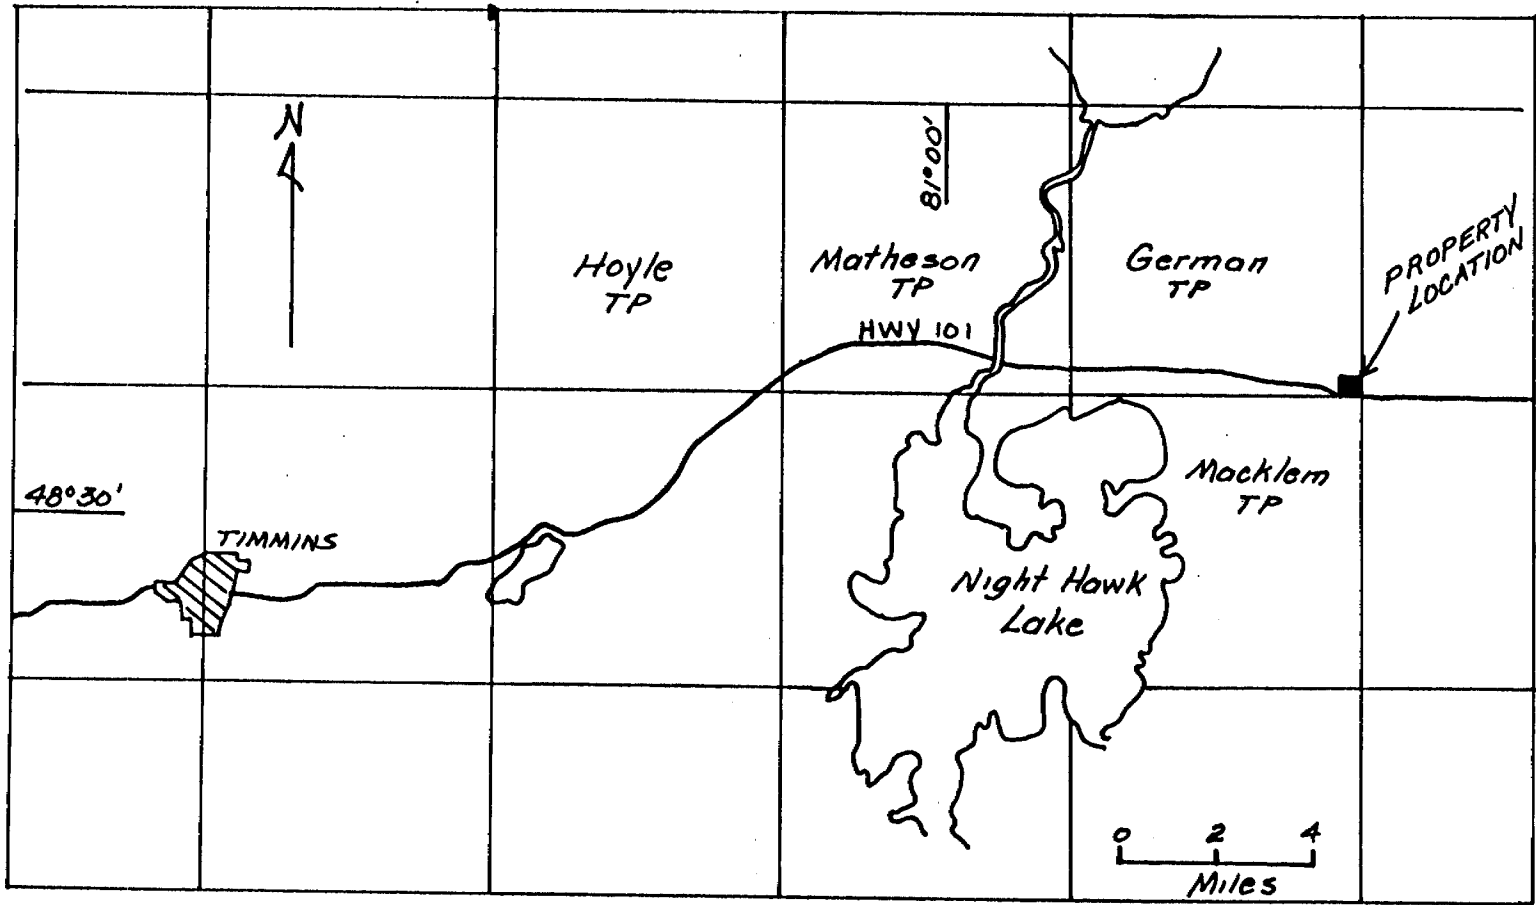 N
81°00'
Hoyle
TP
Matheson
TP
German
TP
PROPERTY
LOCATION
HWY 101
48°30'
TIMMINS
Macklem
TP
Night Hawk
Lake
0 2 4
Miles